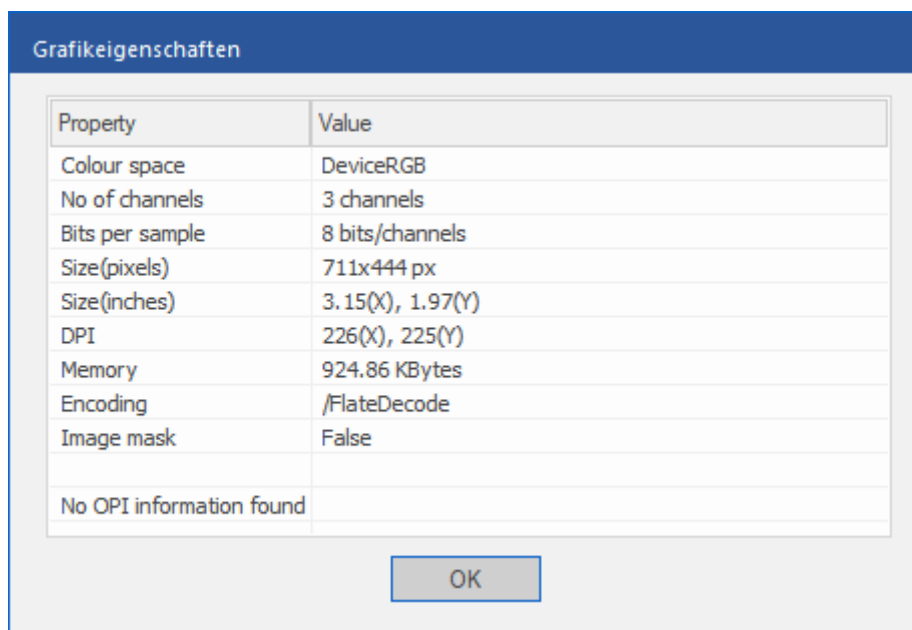 Grafikeigenschaften
Property Value
Colour space DeviceRGB
No of channels 3 channels
Bits per sample 8 bits/channels
Size(pixels) 711x444 px
Size(inches) 3.15(X), 1.97(Y)
DPI 226(X), 225(Y)
Memory 924.86 KBytes
Encoding /FlateDecode
Image mask False
No OPI information found
OK